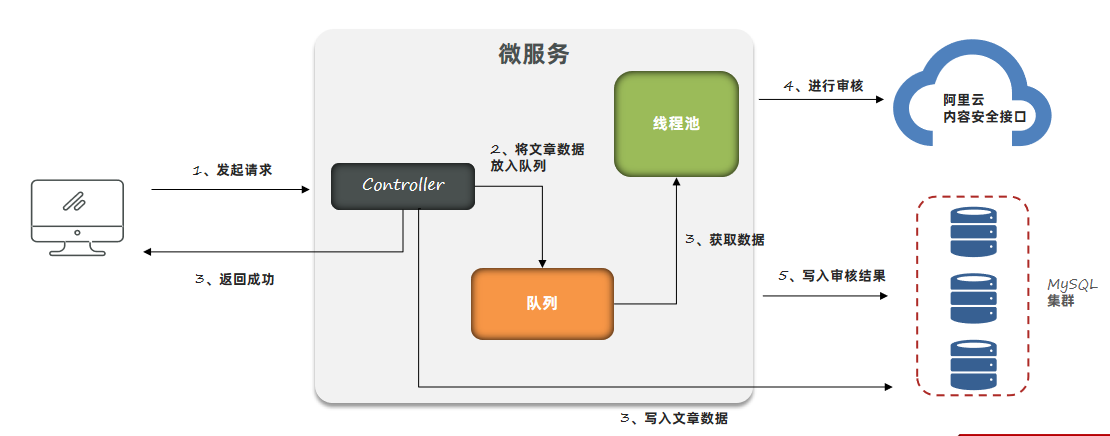 微服务
4、进行审核
阿里云
内容安全接口
线程池
2、将文章数据
放入队列
1、发起请求
Controller
3、获取数据
3、返回成功
5、写入审核结果
MySQL
集群
队列
3、写入文章数据